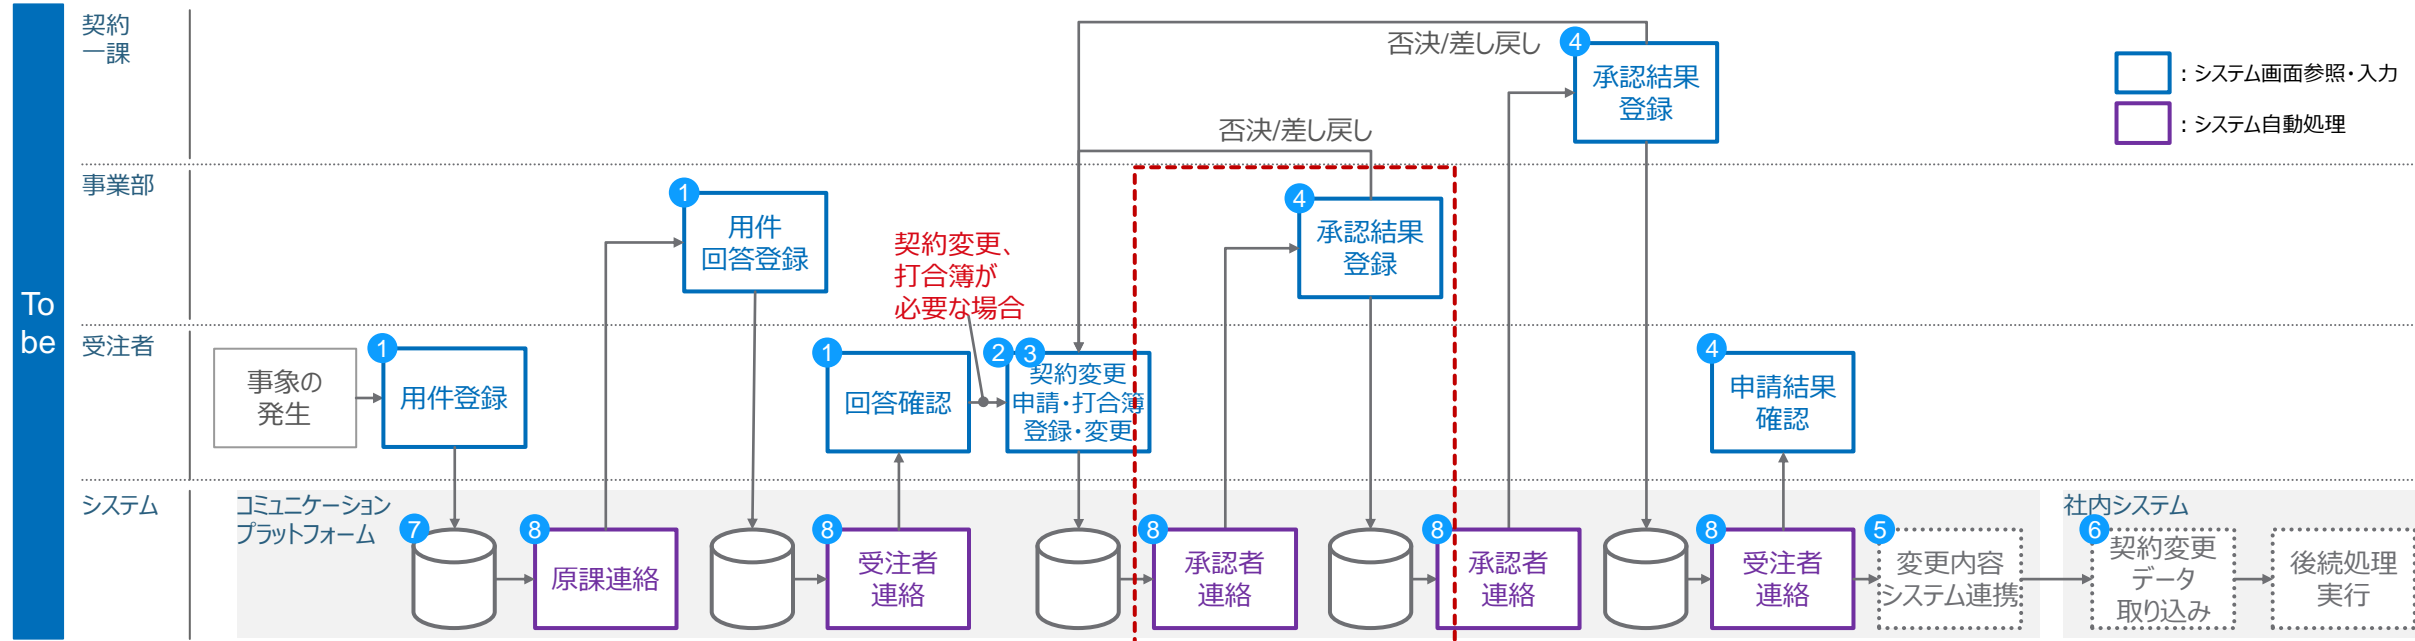 To
be
契約
一課
否決/差し戻し
4
承認結果
登録
：システム画面参照・入力
：システム自動処理
否決/差し戻し
事業部
1
用件
回答登録
契約変更、
打合簿が
必要な場合
4
承認結果
登録
受注者
事象の
発生
1
用件登録
1
回答確認
2
3
契約変更
申請・打合簿
登録・変更
4
申請結果
確認
システム
コミュニケーション
プラットフォーム
7
8
原課連絡
8
受注者
連絡
8
承認者
連絡
8
承認者
連絡
8
受注者
連絡
5
変更内容
システム連携
社内システム
6
契約変更
データ
取り込み
後続処理
実行